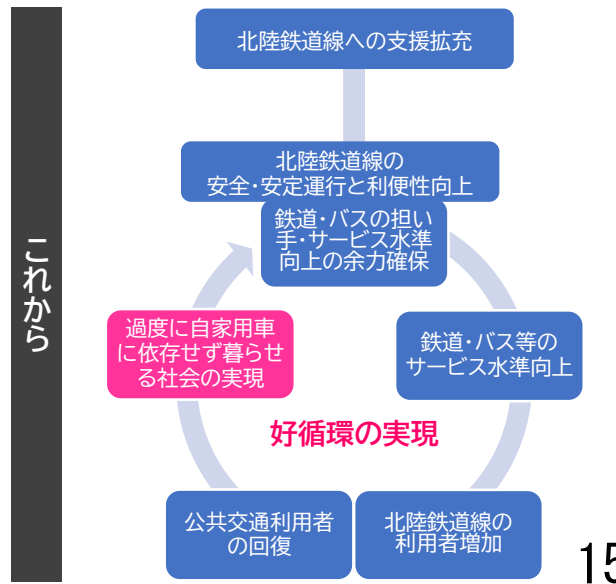 これから
北陸鉄道線への支援拡充
北陸鉄道線の
安全・安定運行と利便性向上
鉄道・バスの担い
手・サービス水準
向上の余力確保
過度に自家用車
に依存せず暮らせ
る社会の実現
鉄道・バス等の
サービス水準向上
好循環の実現
公共交通利用者
の回復
北陸鉄道線の
利用者増加
15